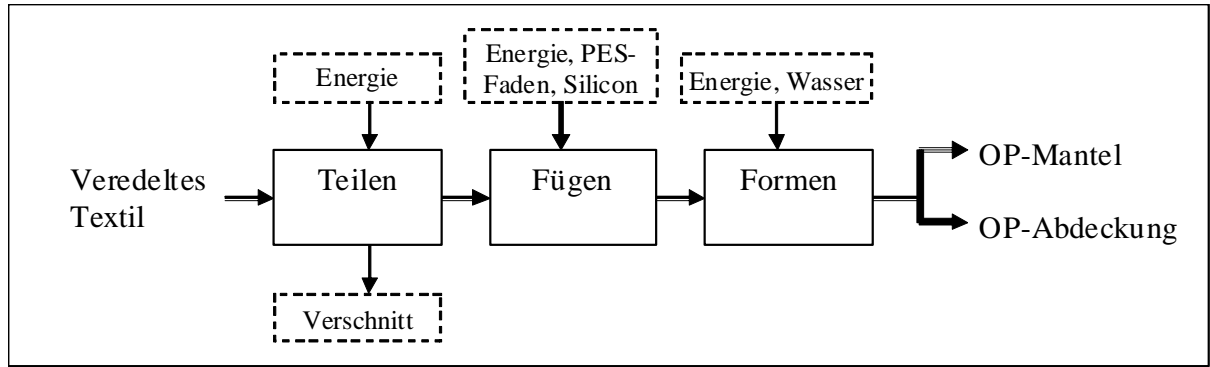 Energie
Energie, PES-
Faden, Silicon
Energie, Wasser
Veredeltes
Textil
Teilen
Fügen
Formen
OP-Mantel
OP-Abdeckung
Verschnitt